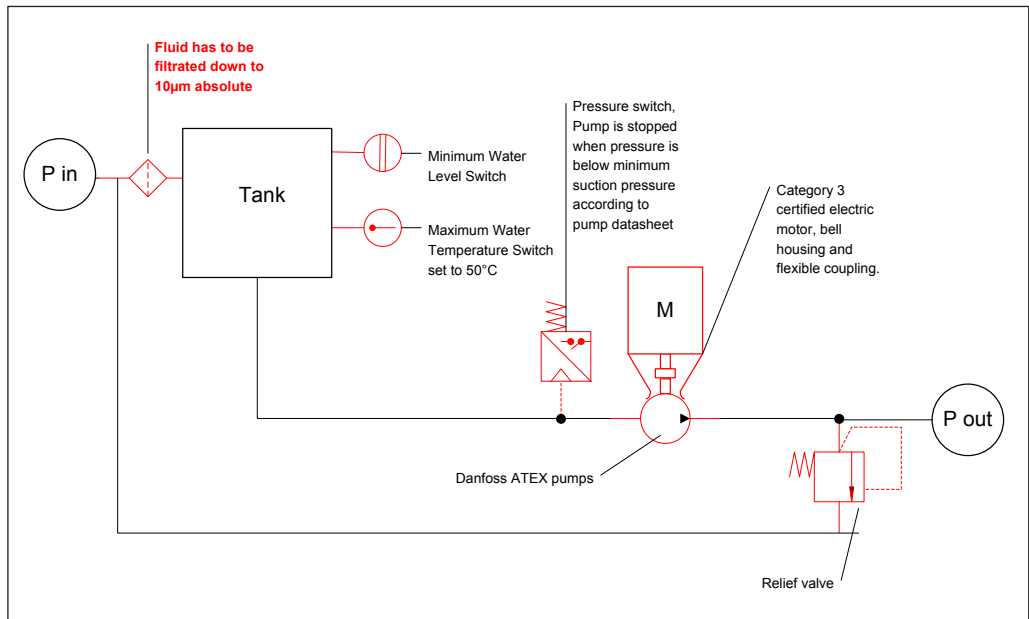 Fluid has to be
filtrated down to
10µm absolute
P in
Tank
Minimum Water
Level Switch
Maximum Water
Temperature Switch
set to 50°C
Pressure switch,
Pump is stopped
when pressure is
below minimum
suction pressure
according to
pump datasheet
Category 3
certified electric
motor, bell
housing and
flexible coupling.
M
P out
Danfoss ATEX pumps
Relief valve